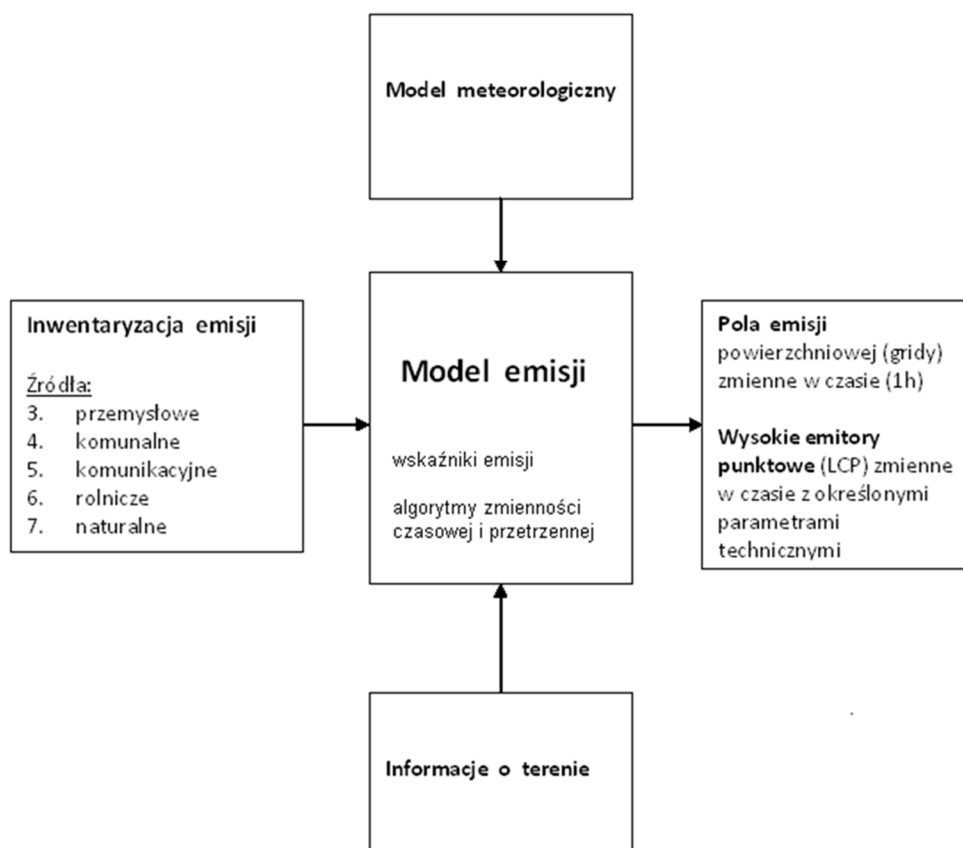 Model meteorologiczny
Inwentaryzacja emisji
Źródła:
3. przemysłowe
4. komunalne
5. komunikacyjne
6. rolnicze
7. naturalne
Model emisji
wskaźniki emisji
algorytmy zmienności
czasowej i przetrzennej
Pola emisji
powierzchniowej (gridy)
zmienne w czasie (1h)
Wysokie emitory
punktowe (LCP) zmienne
w czasie z określonymi
parametrami
technicznymi
Informacje o terenie